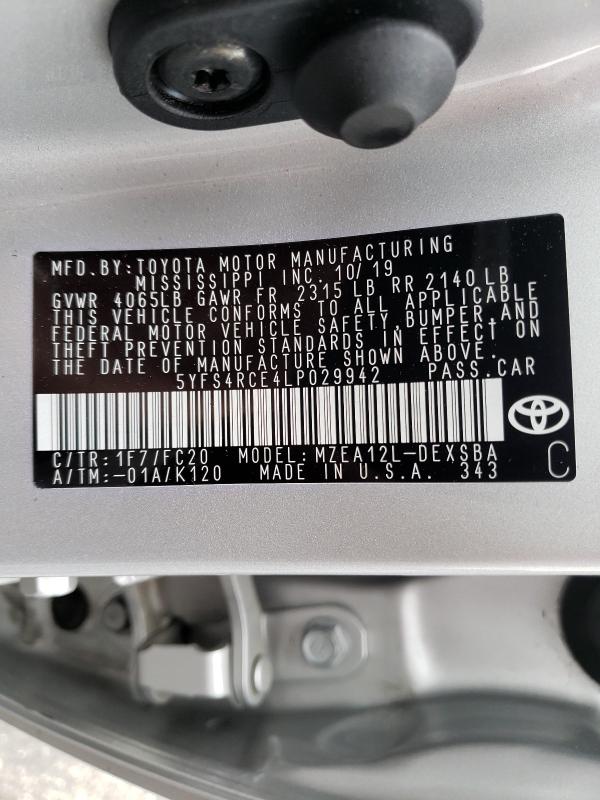 MFD.BY: TOYOTA MOTOR MANUFACTURING
MISSISSIPPI INC. 10/19
GVWR 4065LB GAWR FR 2315 LB RR 2140 LB
THIS VEHICLE CONFORMS TO ALL APPLICABLE
FEDERAL MOTOR VEHICLE SAFETY, BUMPER, AND
THEFT PREVENTION STANDARDS IN EFFECT ON
THE DATE OF MANUFACTURE SHOWN ABOVE.
5YFS4RCE4LP029942 PASS.CAR
C/TR: 1F7/FC20 MODEL: MZEA12L-DEXSBA
A/TM:-01A/K120 MADE IN U.S.A. 343 C